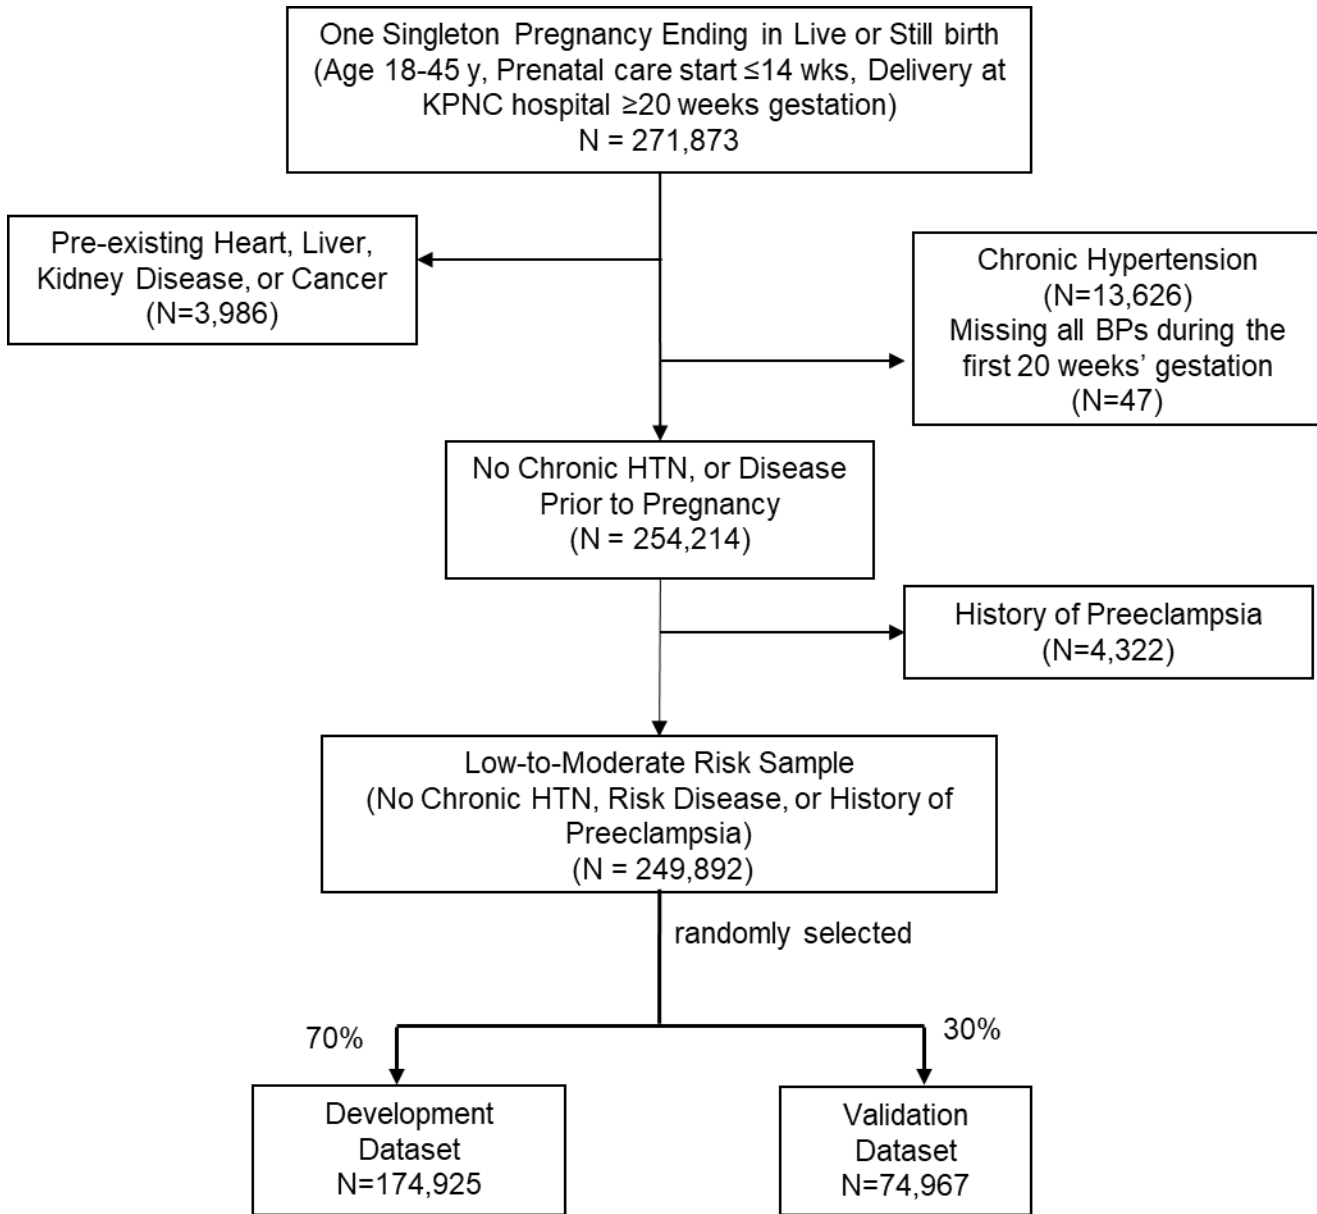 One Singleton Pregnancy Ending in Live or Still birth
(Age 18-45 y, Prenatal care start ≤14 wks, Delivery at
KPNC hospital ≥20 weeks gestation)
N = 271,873
Pre-existing Heart, Liver,
Kidney Disease, or Cancer
(N=3,986)
Chronic Hypertension
(N=13,626)
Missing all BPs during the
first 20 weeks’ gestation
(N=47)
No Chronic HTN, or Disease
Prior to Pregnancy
(N = 254,214)
History of Preeclampsia
(N=4,322)
Low-to-Moderate Risk Sample
(No Chronic HTN, Risk Disease, or History of
Preeclampsia)
(N = 249,892)
randomly selected
70%
30%
Development
Dataset
N=174,925
Validation
Dataset
N=74,967